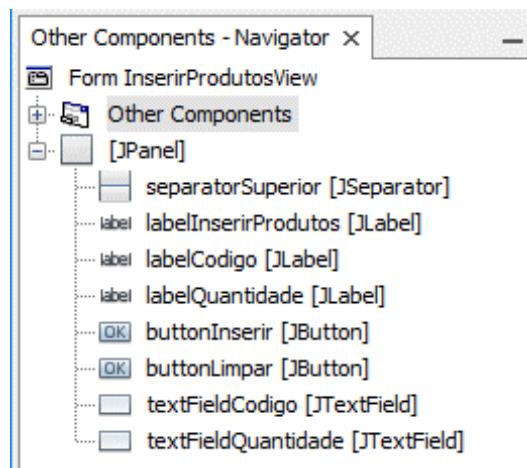 Other Components - Navigator
Form InserirProdutosView
Other Components
[JPanel]
separatorSuperior [JSeparator]
label labelInserirProdutos [JLabel]
label labelCodigo [JLabel]
label labelQuantidade [JLabel]
OK buttonInserir [JButton]
OK buttonLimpar [JButton]
textFieldCodigo [JTextField]
textFieldQuantidade [JTextField]